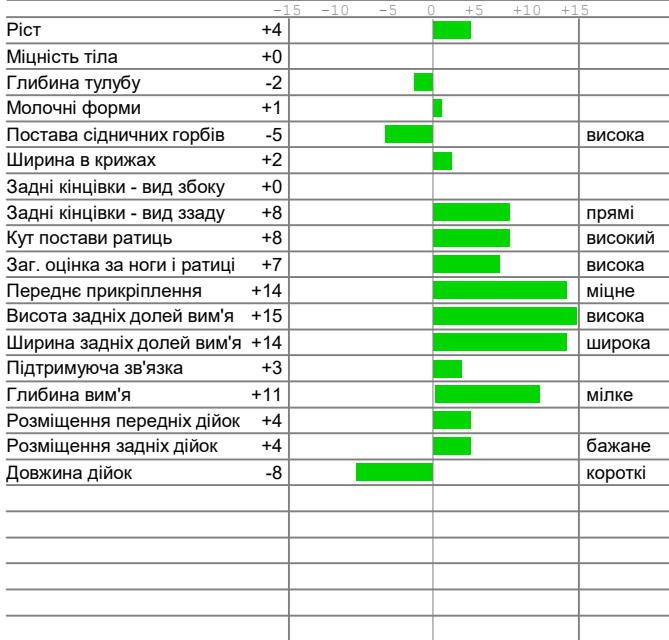 -15 -10 -5 0 +5 +10 +15
Ріст +4
Міцність тіла +0
Глибина тулубу -2
Молочні форми +1
Постава сідничних горбів -5 висока
Ширина в крижах +2
Задні кінцівки - вид збоку +0
Задні кінцівки - вид ззаду +8 прямі
Кут постави ратиць +8 високий
Заг. оцінка за ноги і ратиці +7 висока
Переднє прикріплення +14 міцне
Висота задніх долей вим'я +15 висока
Ширина задніх долей вим'я +14 широка
Підтримуюча зв'язка +3
Глибина вим'я +11 мілке
Розміщення передніх дійок +4
Розміщення задніх дійок +4 бажане
Довжина дійок -8 короткі